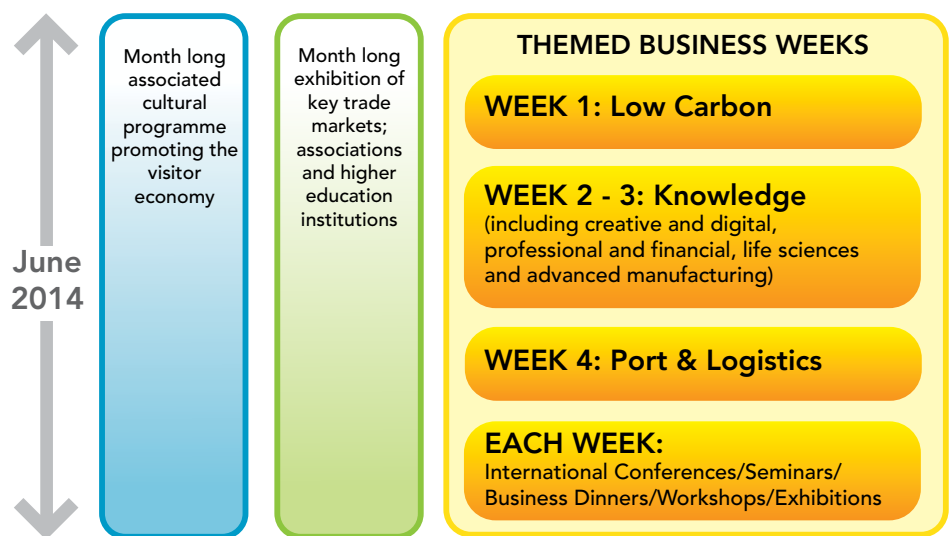 June
2014
Month long
associated
cultural
programme
promoting the
visitor
economy
Month long
exhibition of
key trade
markets;
associations
and higher
education
institutions
THEMED BUSINESS WEEKS
WEEK 1: Low Carbon
WEEK 2 - 3: Knowledge
(including creative and digital,
professional and financial, life sciences
and advanced manufacturing)
WEEK 4: Port & Logistics
EACH WEEK:
International Conferences/Seminars/
Business Dinners/Workshops/Exhibitions